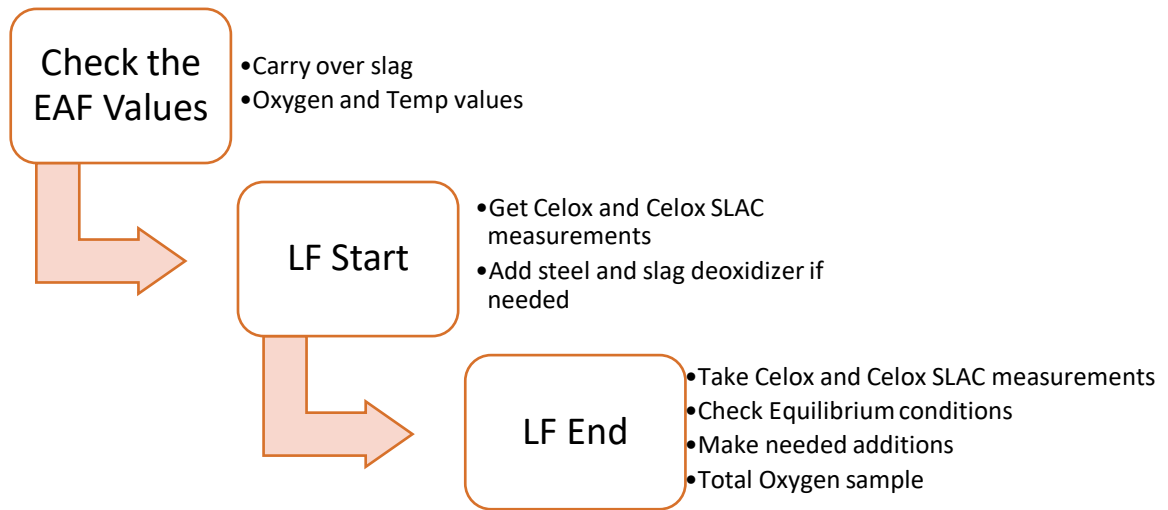 Check the
EAF Values
•Carry over slag
•Oxygen and Temp values
LF Start
•Get Celox and Celox SLAC
measurements
•Add steel and slag deoxidizer if
needed
LF End
•Take Celox and Celox SLAC measurements
•Check Equilibrium conditions
•Make needed additions
•Total Oxygen sample